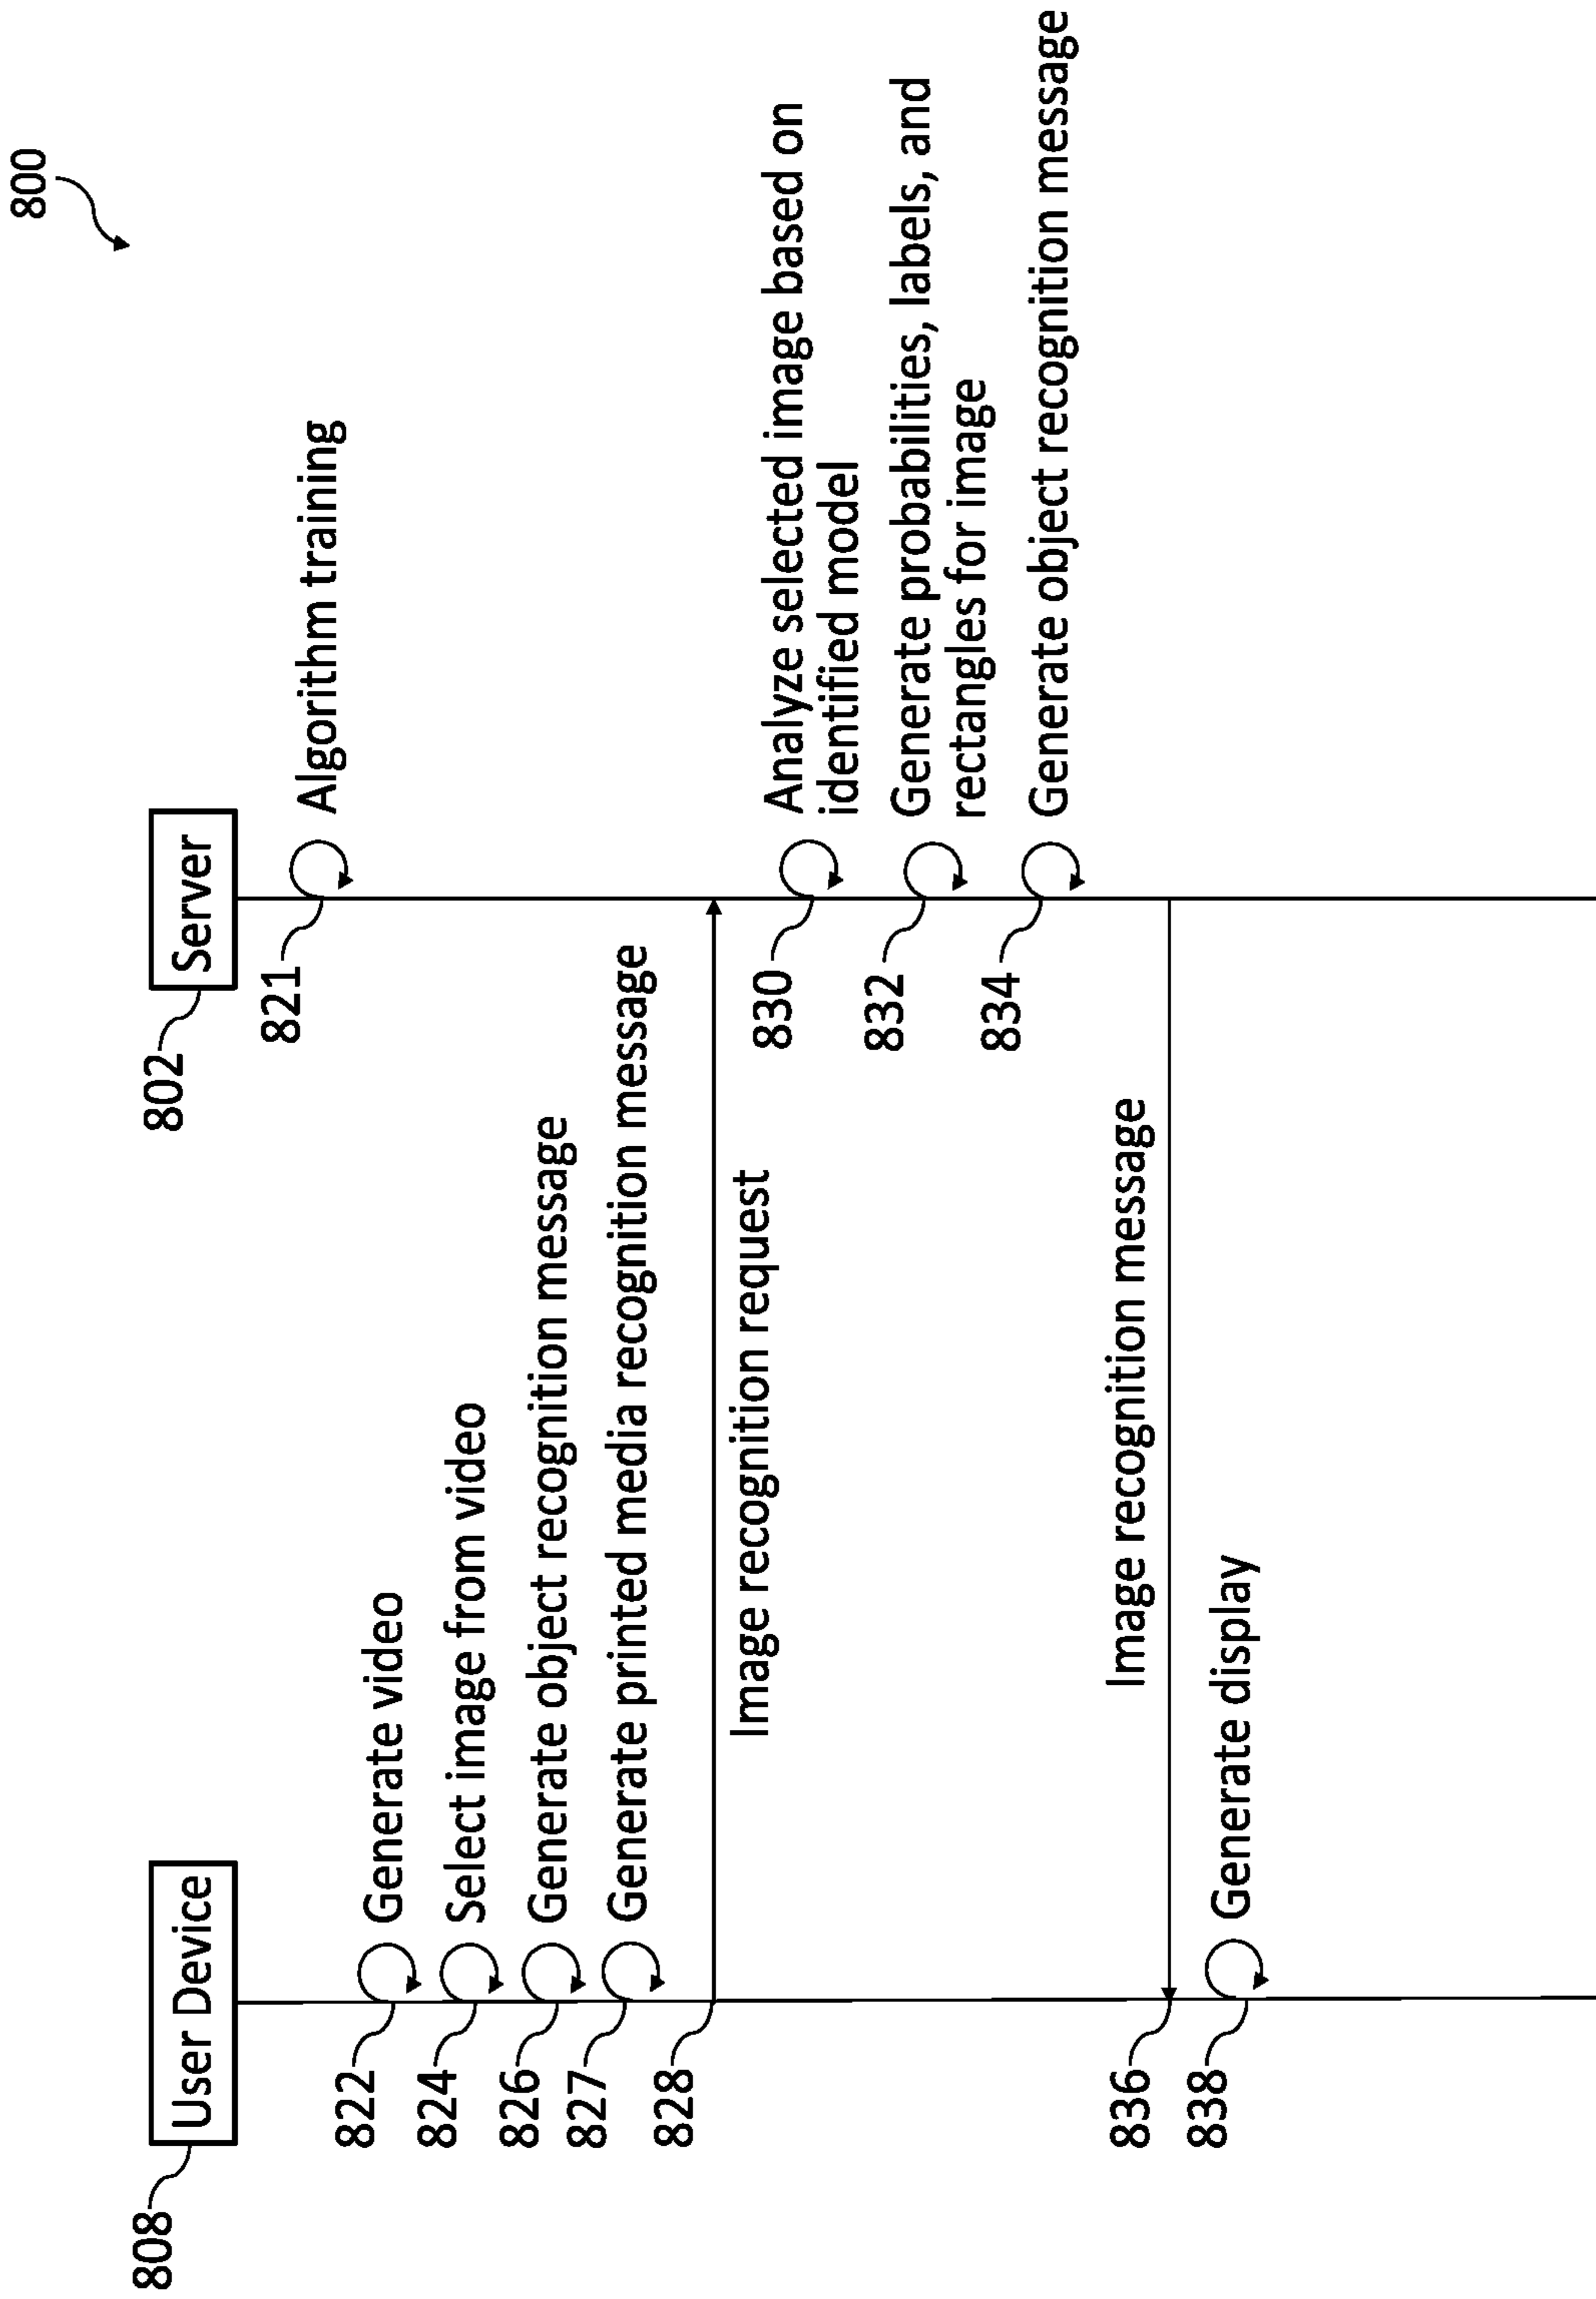 800
User Device
Server
808
802
821
Algorithm training
822
Generate video
824
Select image from video
826
Generate object recognition message
827
Generate printed media recognition message
828
Image recognition request
830
Analyze selected image based on
identified model
832
Generate probabilities, labels, and
rectangles for image
834
Generate object recognition message
836
Image recognition message
838
Generate display